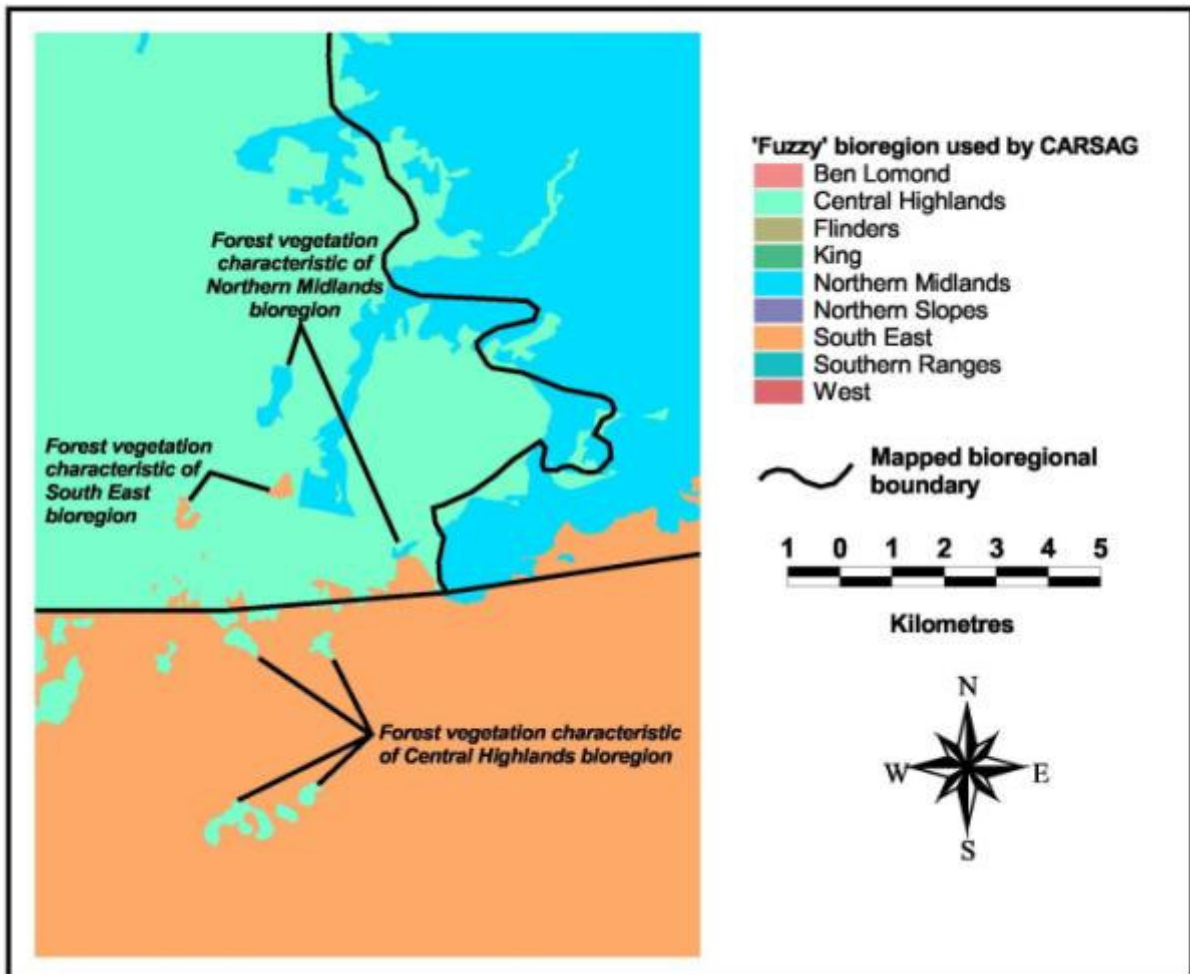 Forest vegetation
characteristic of
Northern Midlands
bioregion
Forest vegetation
characteristic of
South East
bioregion
Forest vegetation characteristic
of Central Highlands bioregion
'Fuzzy' bioregion used by CARSAG
Ben Lomond
Central Highlands
Flinders
King
Northern Midlands
Northern Slopes
South East
Southern Ranges
West
Mapped bioregional
boundary
1 0 1 2 3 4 5
Kilometres
N
W E
S